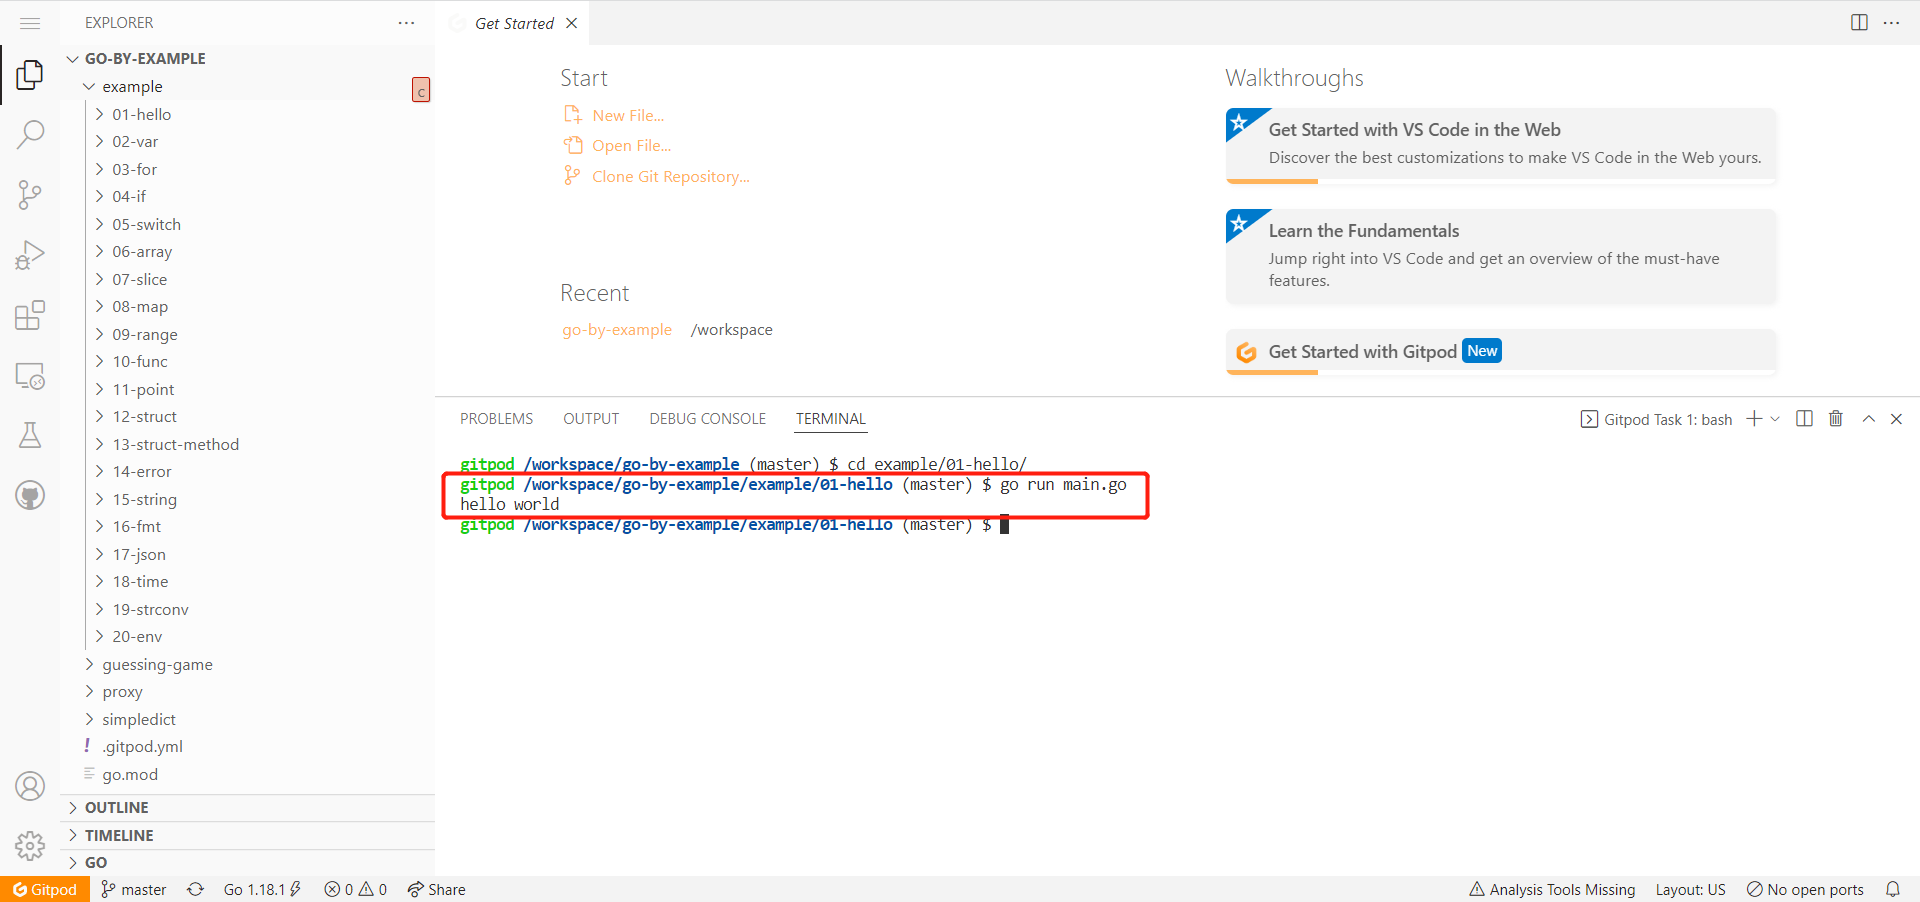 EXPLORER
GO-BY-EXAMPLE
example
C
01-hello
02-var
03-for
04-if
05-switch
06-array
07-slice
08-map
09-range
10-func
11-point
12-struct
13-struct-method
14-error
15-string
16-fmt
17-json
18-time
19-strconv
20-env
guessing-game
proxy
simpledict
! .gitpod.yml
go.mod
OUTLINE
TIMELINE
GO
Get Started
Start
New File...
Open File...
Clone Git Repository...
Recent
go-by-example /workspace
Walkthroughs
Get Started with VS Code in the Web
Discover the best customizations to make VS Code in the Web yours.
Learn the Fundamentals
Jump right into VS Code and get an overview of the must-have
features.
Get Started with Gitpod New
PROBLEMS OUTPUT DEBUG CONSOLE TERMINAL Gitpod Task 1: bash
gitpod /workspace/go-by-example (master) $ cd example/01-hello/
gitpod /workspace/go-by-example/example/01-hello (master) $ go run main.go
hello world
gitpod /workspace/go-by-example/example/01-hello (master) $
Gitpod master Go 1.18.1 0 0 Share Analysis Tools Missing Layout: US No open ports